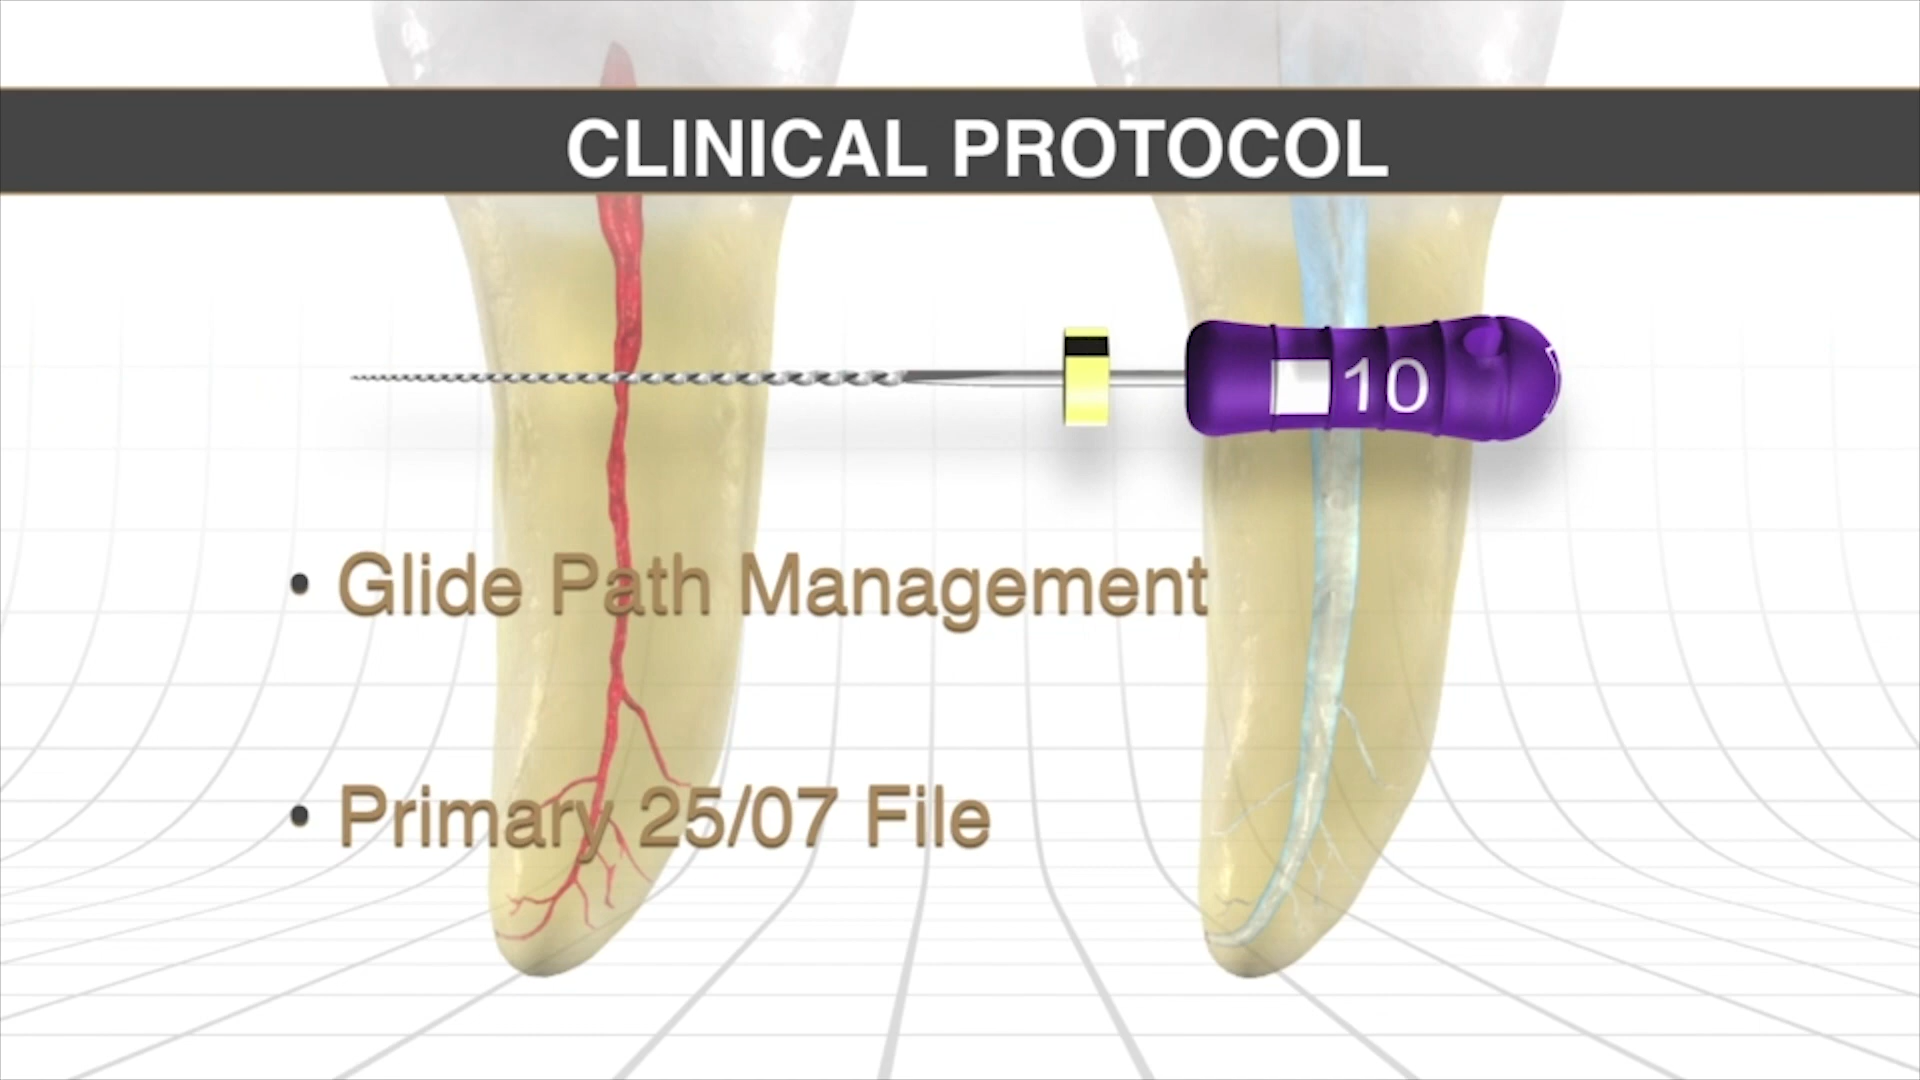 CLINICAL PROTOCOL
10
• Glide Path Management
• Primary 25/07 File